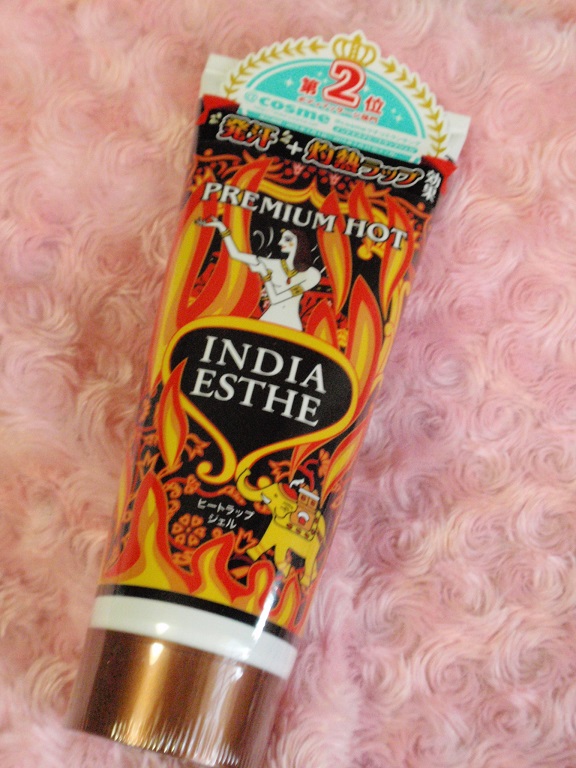 第2位
@cosme
発汗+灼熱ラップ効果
PREMIUM HOT
INDIA
ESTHE
ヒートラップ
ジェル